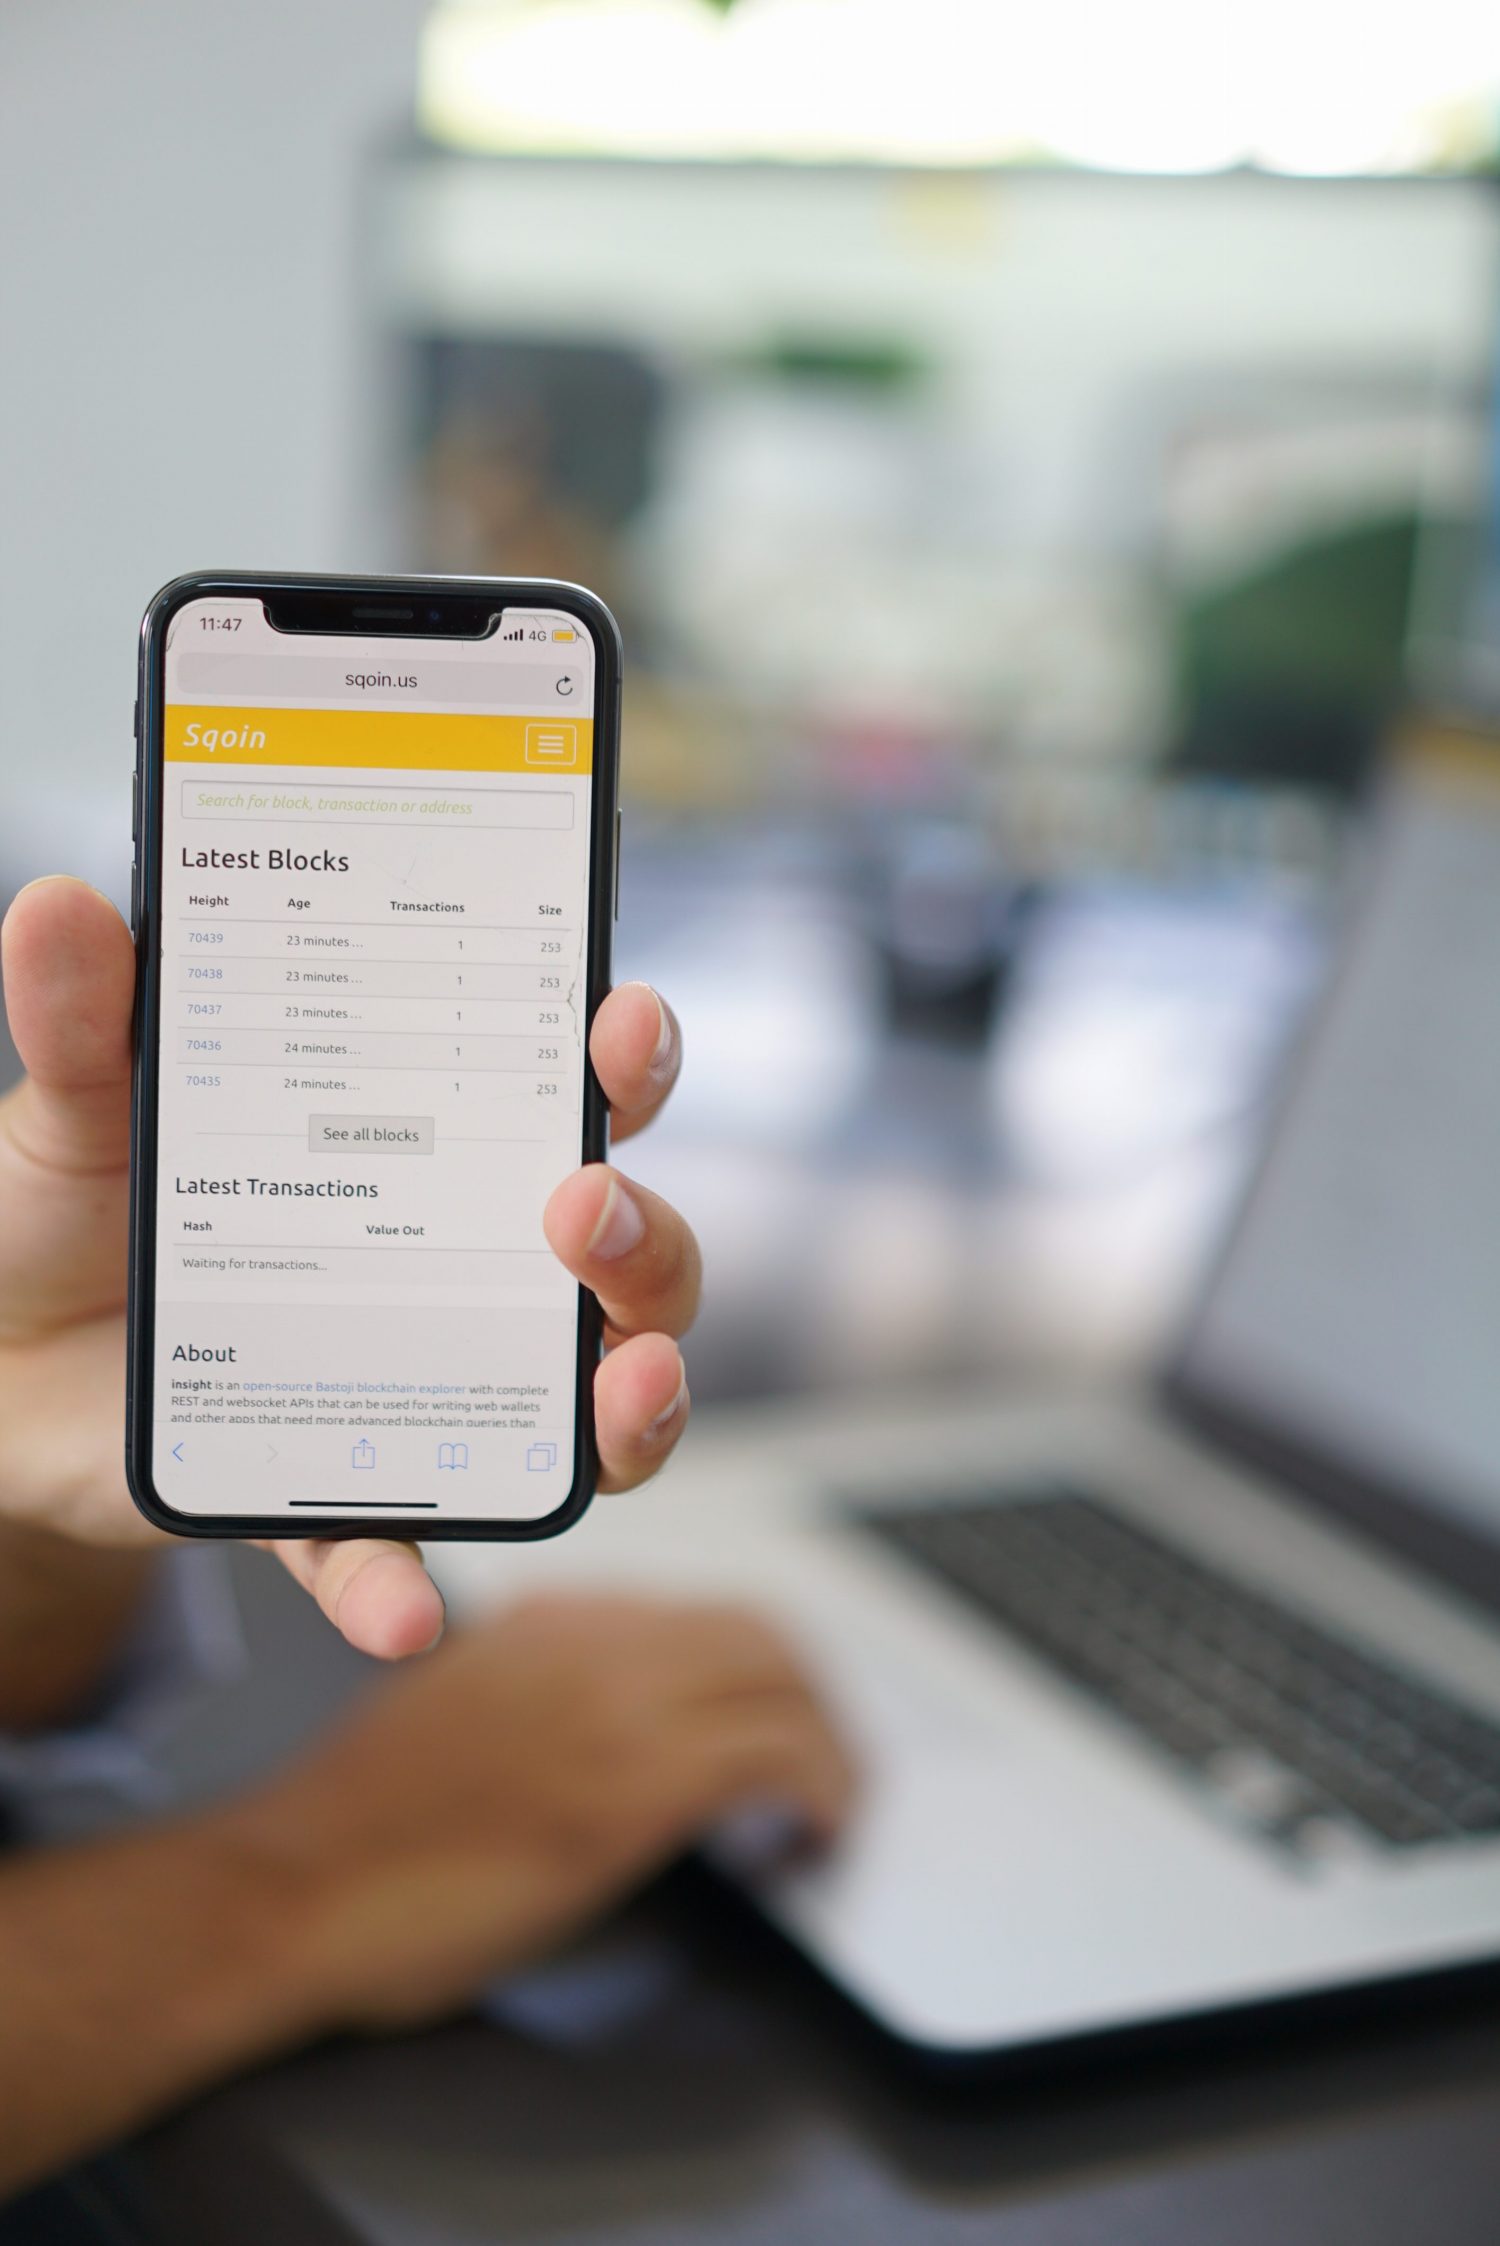 11:47
4G
sqoin.us
Sqoin
Search for block, transaction or address
Latest Blocks
Height Age Transactions Size
70439 23 minutes ... 1 253
70438 23 minutes ... 1 253
70437 23 minutes ... 1 253
70436 24 minutes ... 1 253
70435 24 minutes ... 1 253
See all blocks
Latest Transactions
Hash Value Out
Waiting for transactions...
About
insight is an open-source Bastoji blockchain explorer with complete
REST and websocket APIs that can be used for writing web wallets
and other apps that need more advanced blockchain queries than